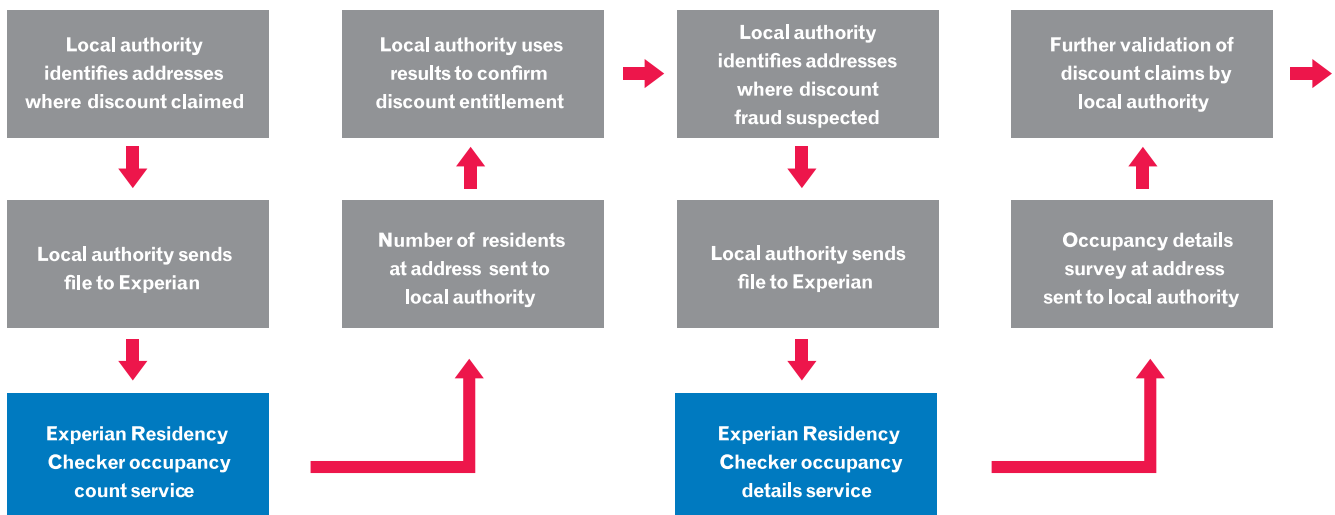 Local authority
identifies addresses
where discount claimed
Local authority sends
file to Experian
Experian Residency
Checker occupancy
count service
Number of residents
at address sent to
local authority
Local authority uses
results to confirm
discount entitlement
Local authority
identifies addresses
where discount
fraud suspected
Local authority sends
file to Experian
Experian Residency
Checker occupancy
details service
Occupancy details
survey at address
sent to local authority
Further validation of
discount claims by
local authority